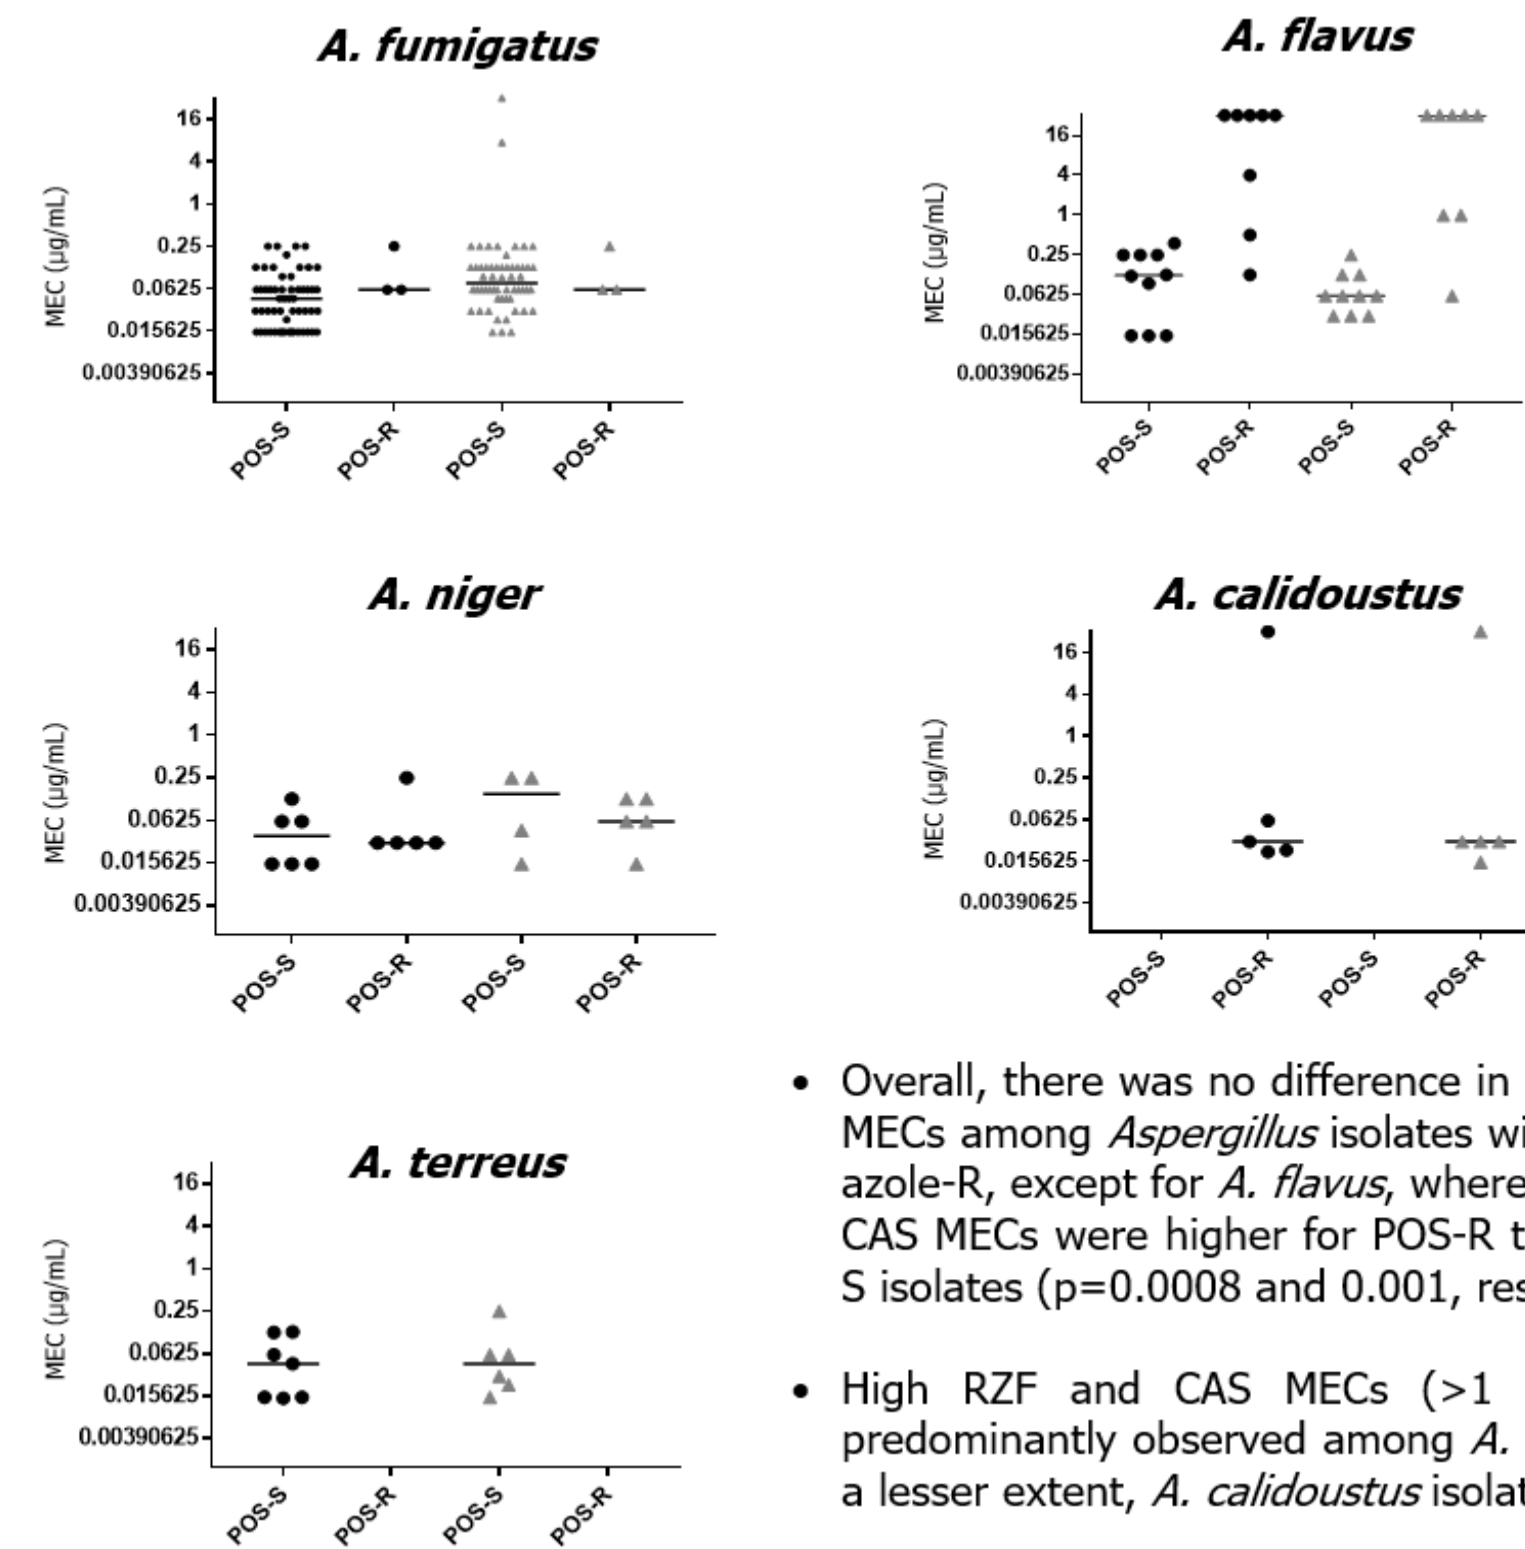 A. fumigatus
MEC (µg/mL)
16
4
1
0.25
0.0625
0.015625
0.00390625
POS-S
POS-R
POS-S
POS-R
A. flavus
MEC (µg/mL)
16
4
1
0.25
0.0625
0.015625
0.00390625
POS-S
POS-R
POS-S
POS-R
A. niger
MEC (µg/mL)
16
4
1
0.25
0.0625
0.015625
0.00390625
POS-S
POS-R
POS-S
POS-R
A. calidoustus
MEC (µg/mL)
16
4
1
0.25
0.0625
0.015625
0.00390625
POS-S
POS-R
POS-S
POS-R
A. terreus
MEC (µg/mL)
16
4
1
0.25
0.0625
0.015625
0.00390625
POS-S
POS-R
POS-S
POS-R
• Overall, there was no difference in
MECs among Aspergillus isolates wi
azole-R, except for A. flavus, where
CAS MECs were higher for POS-R t
S isolates (p=0.0008 and 0.001, res
• High RZF and CAS MECs (>1
predominantly observed among A.
a lesser extent, A. calidoustus isolat